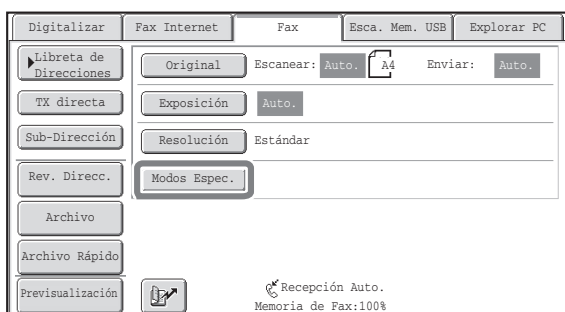 Digitalizar
Fax Internet
Fax
Esca. Mem. USB
Explorar PC
Libreta de
Direcciones
Original
Escanear: Auto. A4 Enviar: Auto.
TX directa
Exposición
Auto.
Sub-Dirección
Resolución
Estándar
Rev. Direcc.
Modos Espec.
Archivo
Archivo Rápido
Previsualización
Recepción Auto.
Memoria de Fax:100%